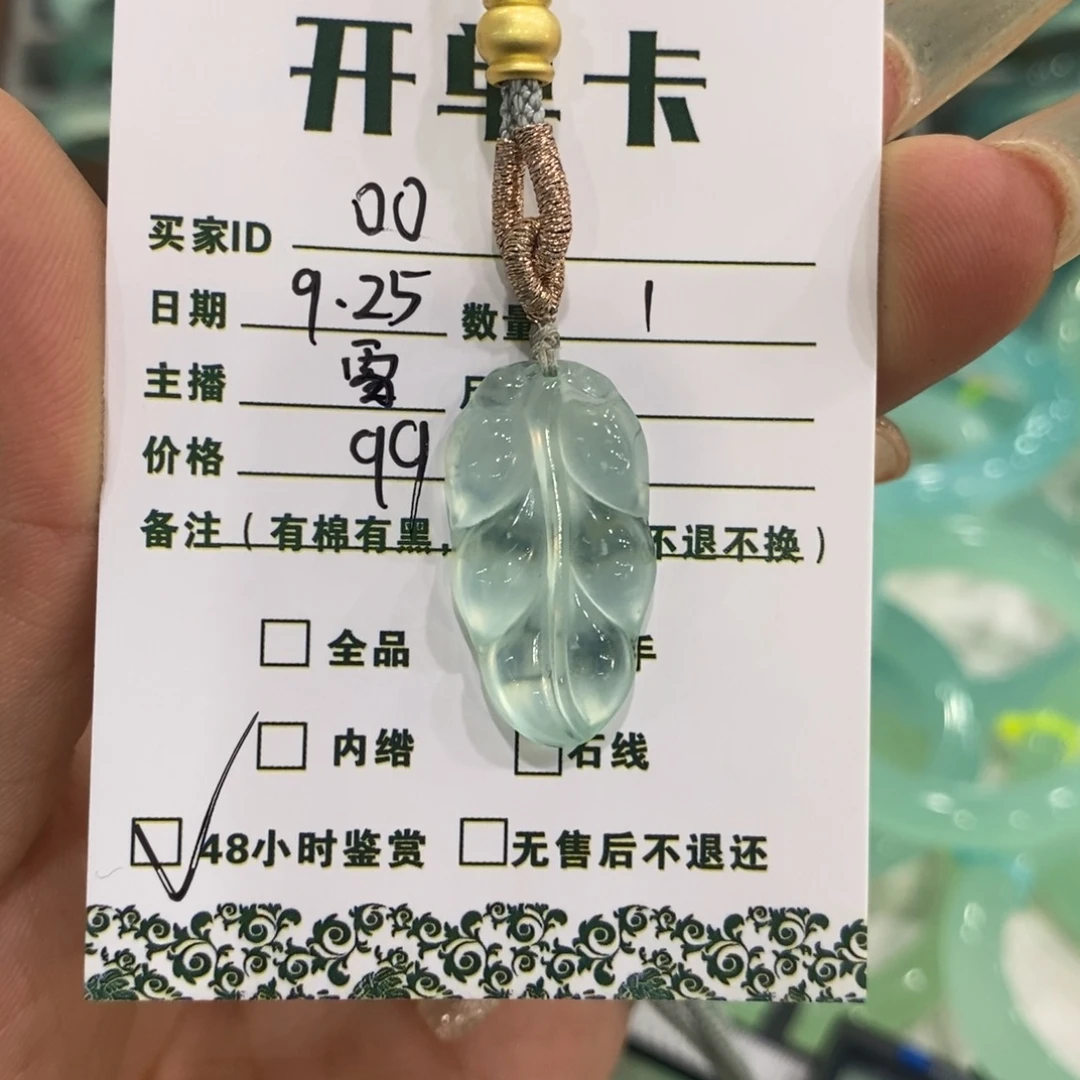 开单卡
买家ID 00
日期 9.25 数量 1
主播 雪
价格 99
备注（有棉有黑， 不退不换）
全品 手
内绺 石线
48小时鉴赏 无售后不退还